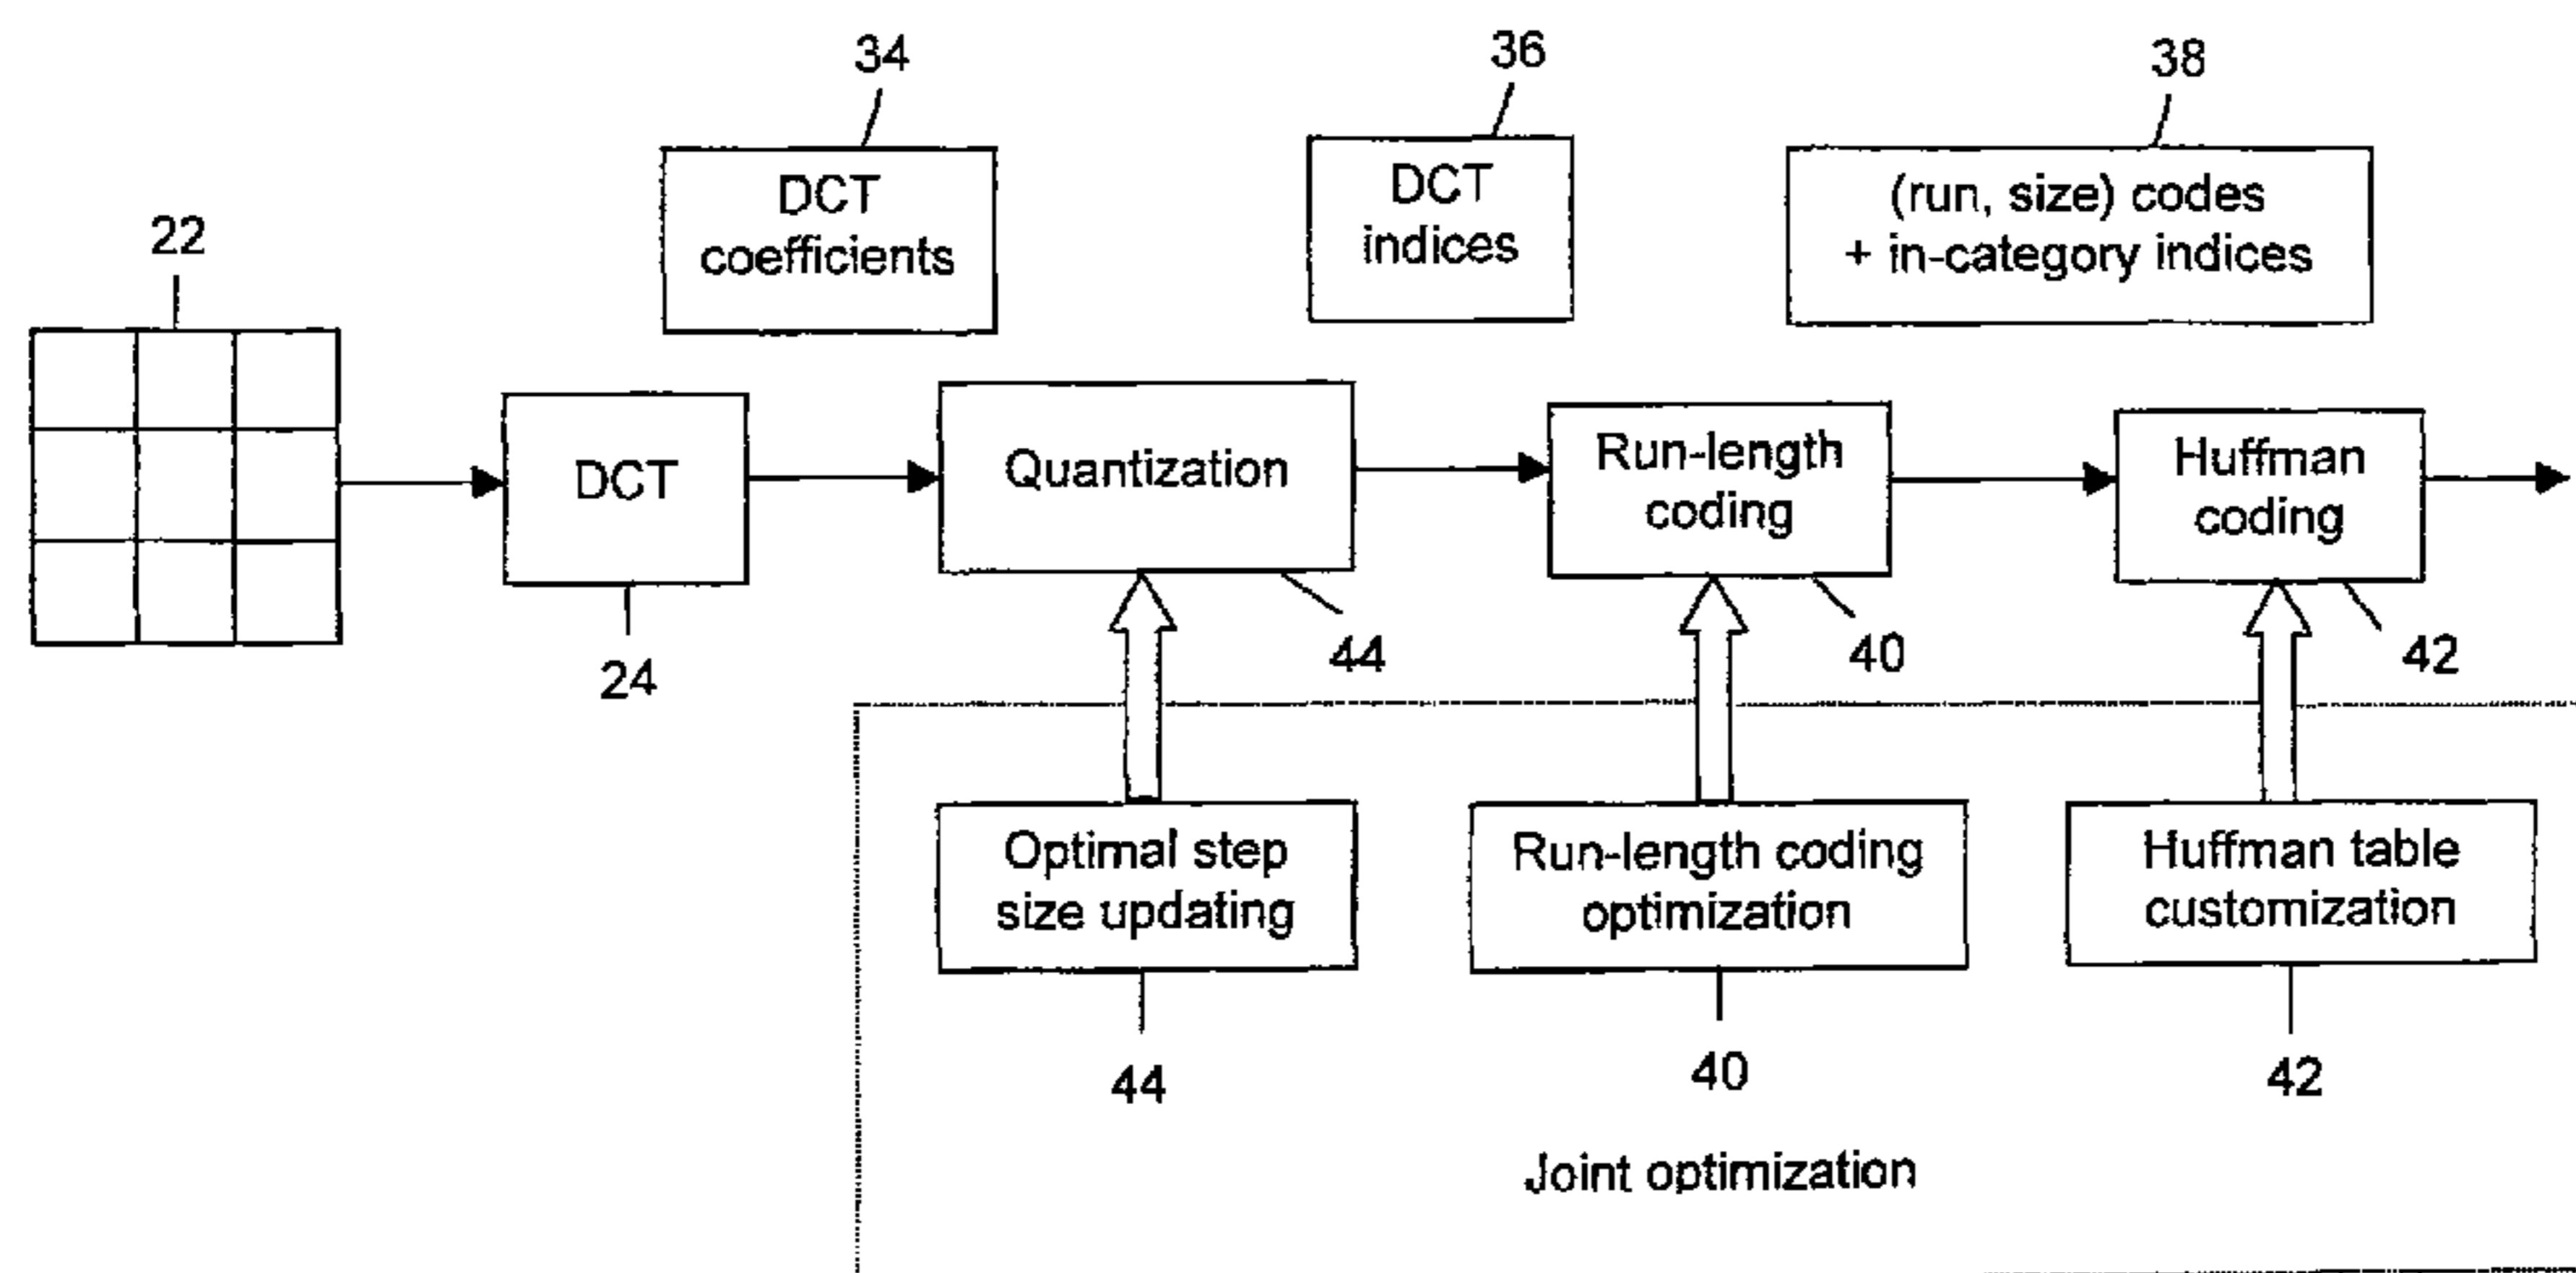 34
36
38
22
DCT
coefficients
DCT
indices
(run, size) codes
+ in-category indices
DCT
Quantization
Run-length
coding
Huffman
coding
24
44
40
42
Optimal step
size updating
Run-length coding
optimization
Huffman table
customization
44
40
42
Joint optimization